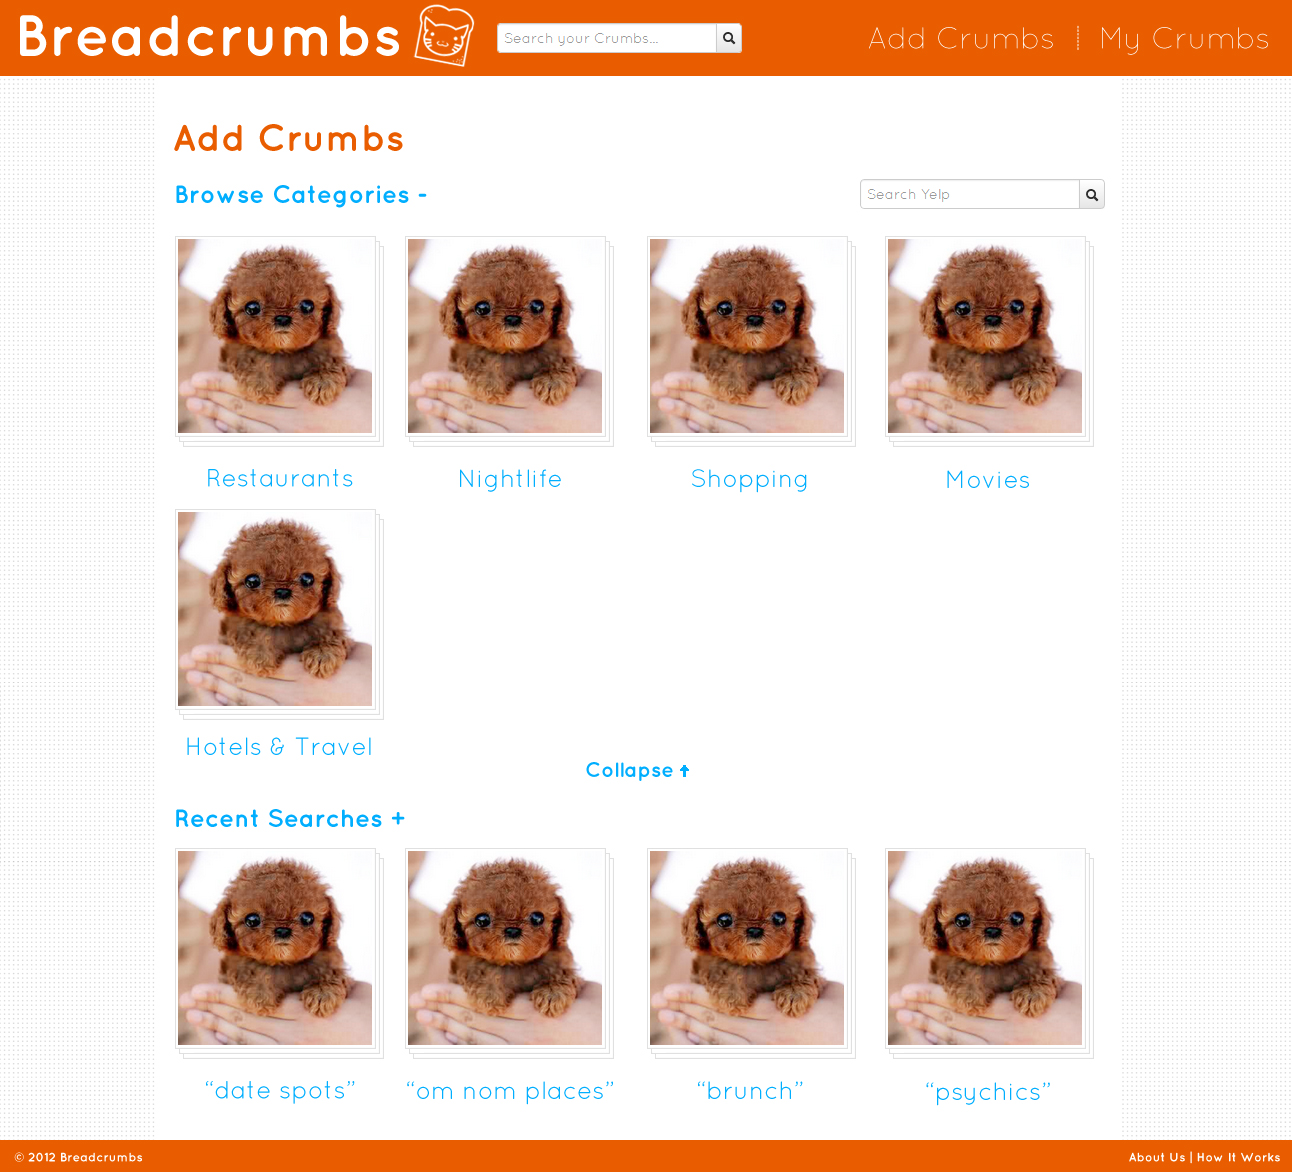 Breadcrumbs
Search your Crumbs...
Add Crumbs
My Crumbs
Add Crumbs
Browse Categories -
Search Yelp
Restaurants
Nightlife
Shopping
Movies
Hotels & Travel
Collapse ↑
Recent Searches +
“date spots”
“om nom places”
“brunch”
“psychics”
© 2012 Breadcrumbs
About Us | How It Works